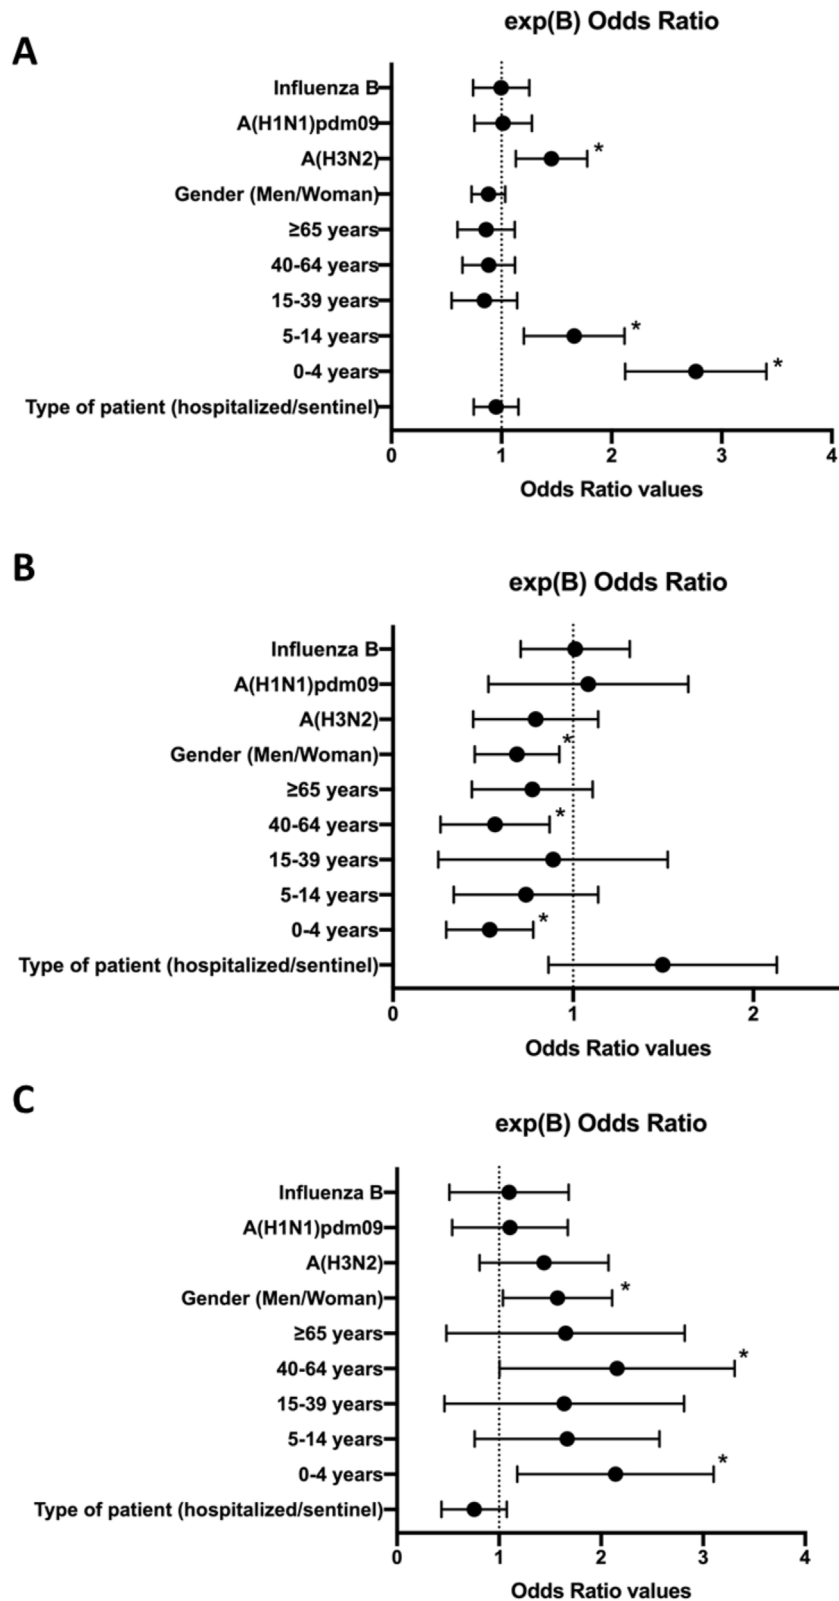 A
exp(B) Odds Ratio
Influenza B
A(H1N1)pdm09
A(H3N2)
*
Gender (Men/Woman)
≥65 years
40-64 years
15-39 years
5-14 years
*
0-4 years
*
Type of patient (hospitalized/sentinel)
0 1 2 3 4
Odds Ratio values
B
exp(B) Odds Ratio
Influenza B
A(H1N1)pdm09
A(H3N2)
Gender (Men/Woman)
*
≥65 years
40-64 years
*
15-39 years
5-14 years
0-4 years
*
Type of patient (hospitalized/sentinel)
0 1 2
Odds Ratio values
C
exp(B) Odds Ratio
Influenza B
A(H1N1)pdm09
A(H3N2)
Gender (Men/Woman)
*
≥65 years
40-64 years
*
15-39 years
5-14 years
0-4 years
*
Type of patient (hospitalized/sentinel)
0 1 2 3 4
Odds Ratio values